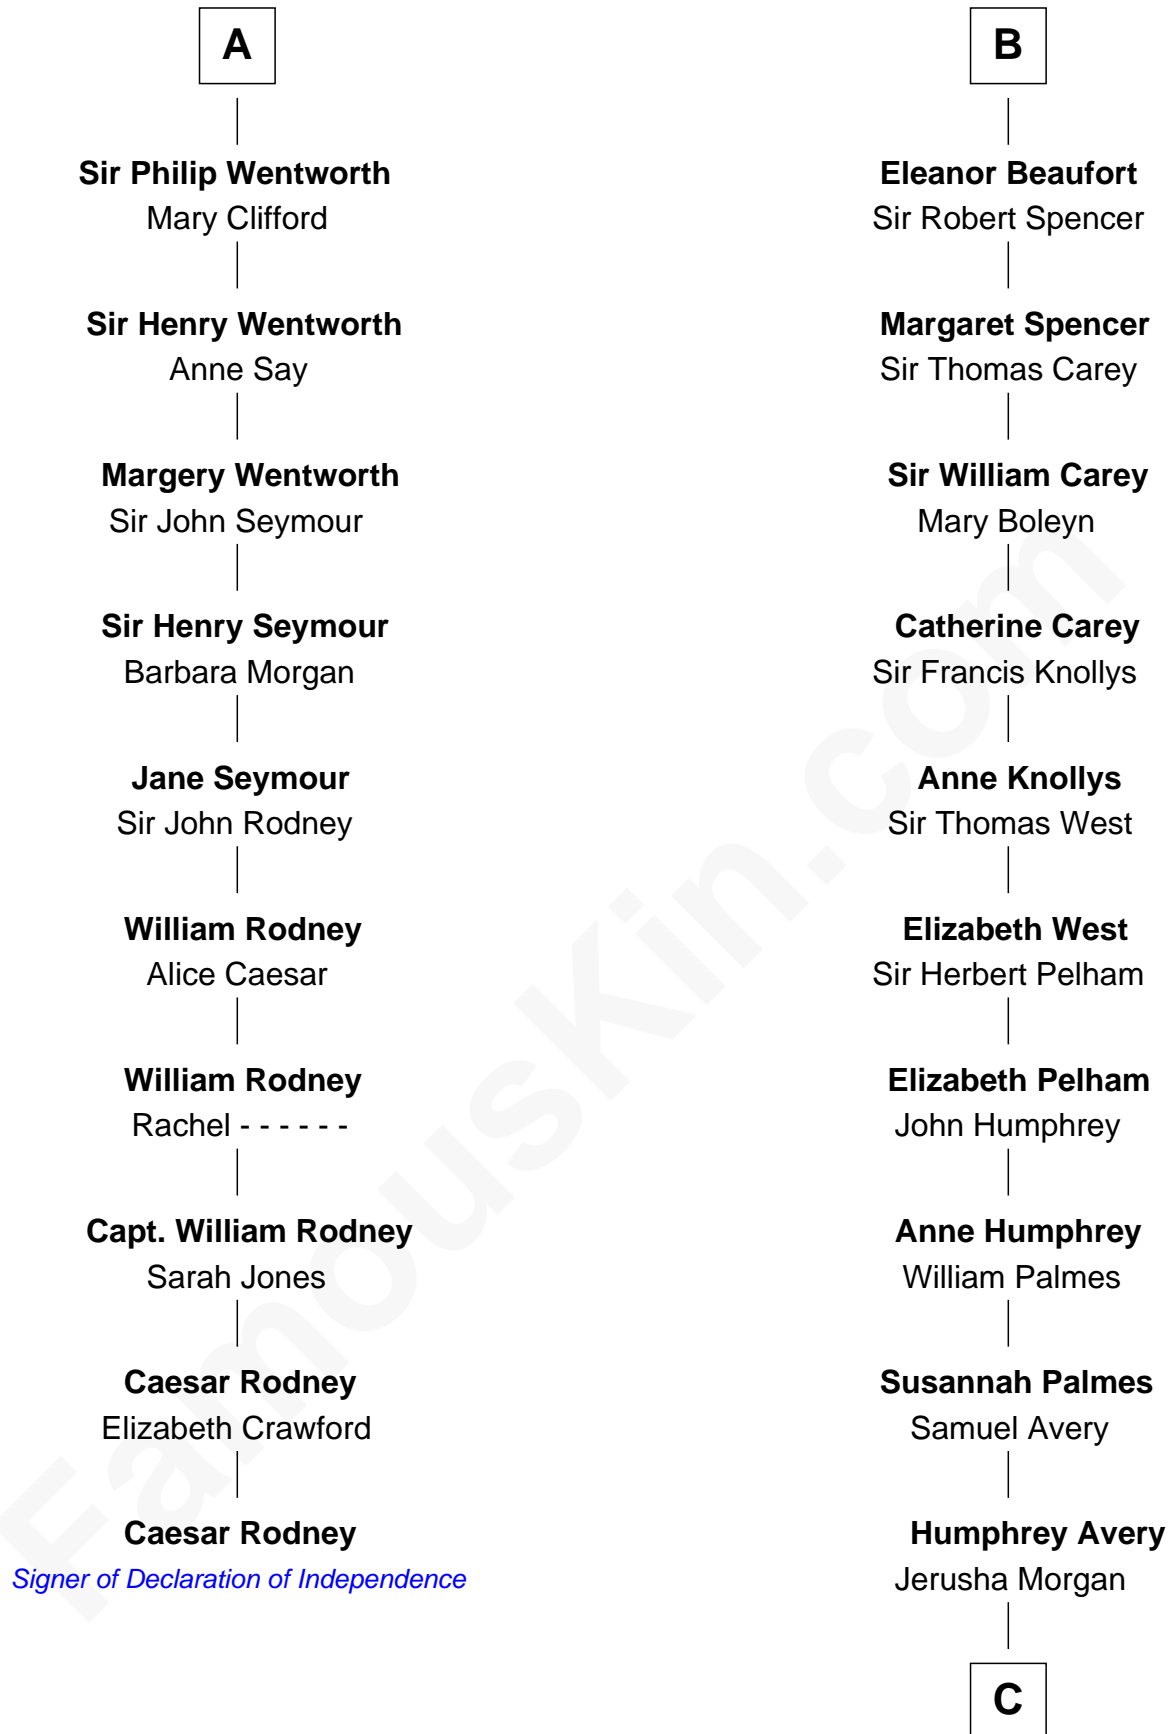 A
Sir Philip Wentworth
Mary Clifford
Sir Henry Wentworth
Anne Say
Margery Wentworth
Sir John Seymour
Sir Henry Seymour
Barbara Morgan
Jane Seymour
Sir John Rodney
William Rodney
Alice Caesar
William Rodney
Rachel - - - - - -
Capt. William Rodney
Sarah Jones
Caesar Rodney
Elizabeth Crawford
Caesar Rodney
Signer of Declaration of Independence
B
Eleanor Beaufort
Sir Robert Spencer
Margaret Spencer
Sir Thomas Carey
Sir William Carey
Mary Boleyn
Catherine Carey
Sir Francis Knollys
Anne Knollys
Sir Thomas West
Elizabeth West
Sir Herbert Pelham
Elizabeth Pelham
John Humphrey
Anne Humphrey
William Palmes
Susannah Palmes
Samuel Avery
Humphrey Avery
Jerusha Morgan
C
FamousKin.com